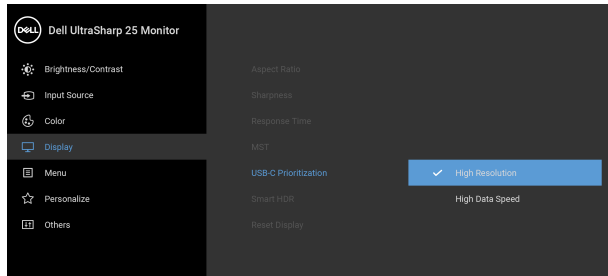 DELL
Dell UltraSharp 25 Monitor
Brightness/Contrast
Input Source
Color
Display
Menu
Personalize
Others
Aspect Ratio
Sharpness
Response Time
MST
USB-C Prioritization
Smart HDR
Reset Display
High Resolution
High Data Speed